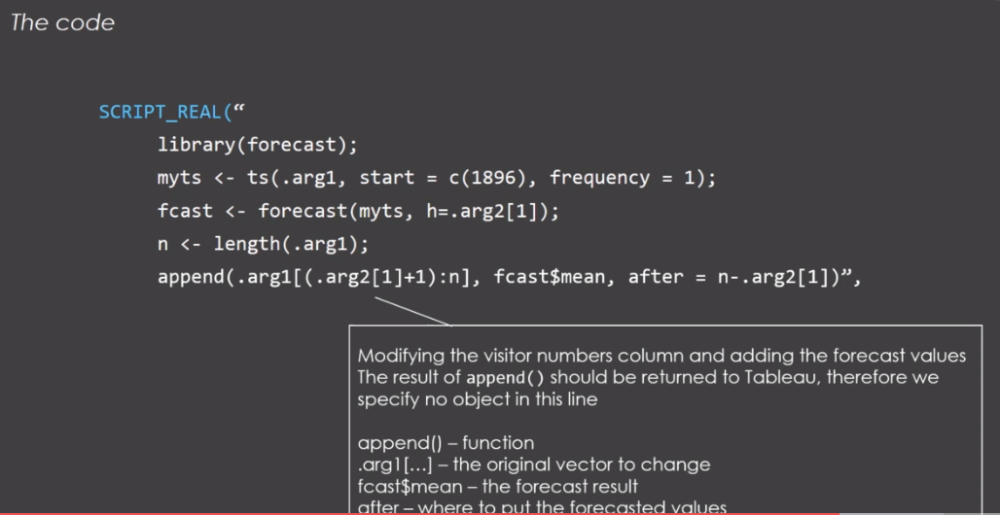 The code
SCRIPT_REAL(“
library(forecast);
myts <- ts(.arg1, start = c(1896), frequency = 1);
fcast <- forecast(myts, h=.arg2[1]);
n <- length(.arg1);
append(.arg1[(.arg2[1]+1):n], fcast$mean, after = n-.arg2[1])”,
Modifying the visitor numbers column and adding the forecast values
The result of append() should be returned to Tableau, therefore we
specify no object in this line
append() – function
.arg1[...] – the original vector to change
fcast$mean – the forecast result
after – where to put the forecasted values